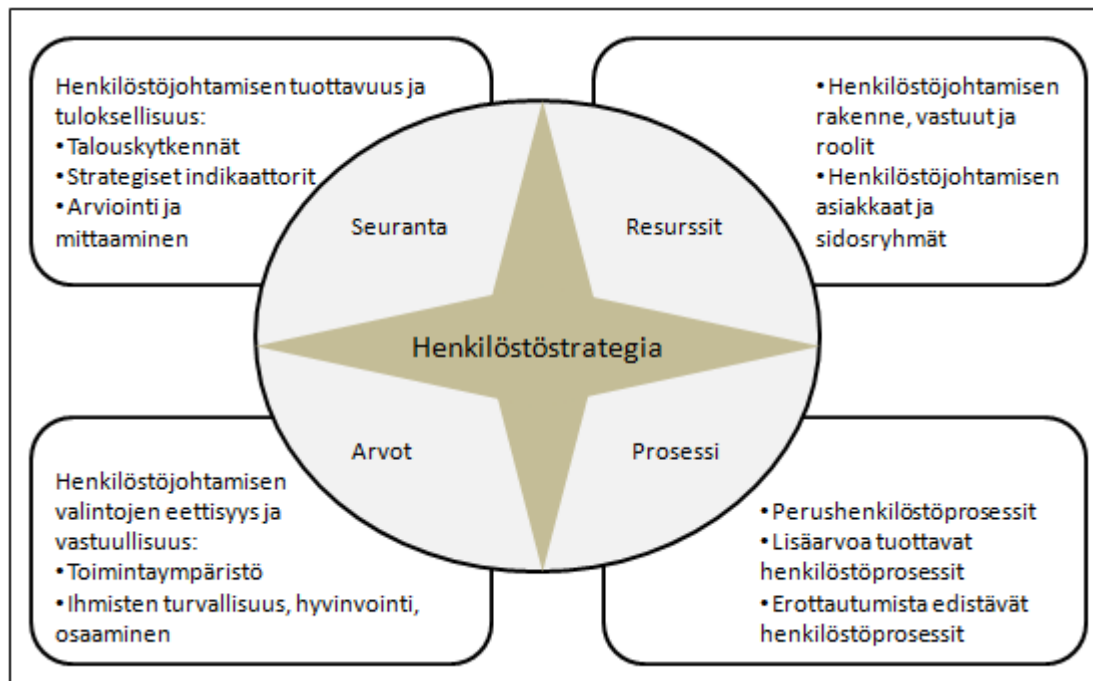 Henkilöstöjohtamisen tuottavuus ja
tuloksellisuus:
•Talouskytkennät
•Strategiset indikaattorit
•Arviointi ja
mittaaminen
•Henkilöstöjohtamisen
rakenne, vastuut ja
roolit
•Henkilöstöjohtamisen
asiakkaat ja
sidosryhmät
Seuranta
Resurssit
Henkilöstöstrategia
Arvot
Prosessi
Henkilöstöjohtamisen
valintojen eettisyys ja
vastuullisuus:
•Toimintaympäristö
•Ihmisten turvallisuus, hyvinvointi,
osaaminen
•Perushenkilöstöprosessit
•Lisäarvoa tuottavat
henkilöstöprosessit
•Erottautumista edistävät
henkilöstöprosessit